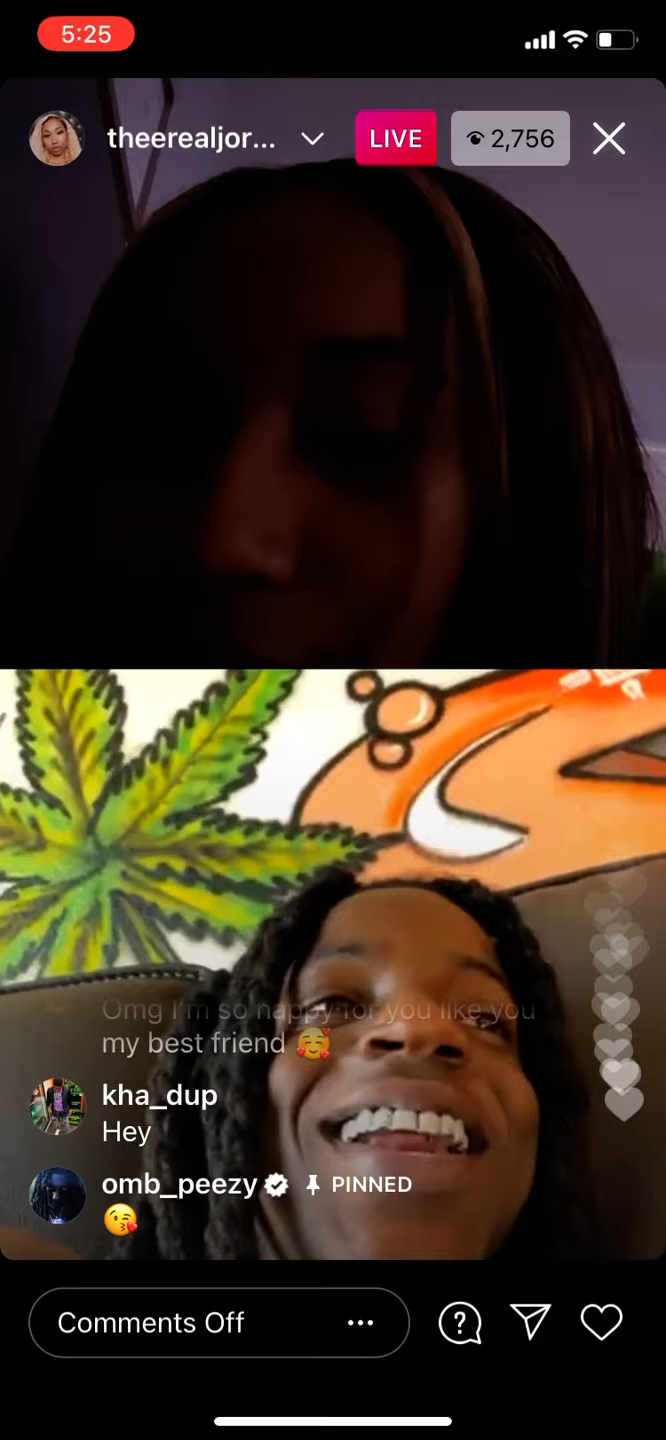 5:25
theerealjor...
LIVE
2,756
Omg I'm so happy for you like you
my best friend 🥰
kha_dup
Hey
omb_peezy
PINNED
😘
Comments Off